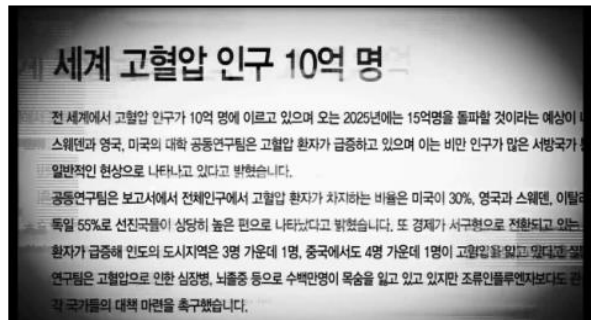 세계 고혈압 인구 10억 명
전 세계에서 고혈압 인구가 10억 명에 이르고 있으며 오는 2025년에는 15억명을 돌파할 것이라는 예상이
스웨덴과 영국, 미국의 대학 공동연구팀은 고혈압 환자가 급증하고 있으며 이는 비만 인구가 많은 서방국가
일반적인 현상으로 나타나고 있다고 밝혔습니다.
공동연구팀은 보고서에서 전체인구에서 고혈압 환자가 차지하는 비율은 미국이 30%, 영국과 스웨덴, 이탈리
독일 55%로 선진국들이 상당히 높은 편으로 나타났다고 밝혔습니다. 또 경제가 서구형으로 전환되고 있는
환자가 급증해 인도의 도시지역은 3명 가운데 1명, 중국에서도 4명 가운데 1명이 고혈압을 앓고 있다고
연구팀은 고혈압으로 인한 심장병, 뇌졸중 등으로 수백만명이 목숨을 잃고 있고 있지만 조류인플루엔자보다도 관
각 국가들의 대책 마련을 촉구했습니다.